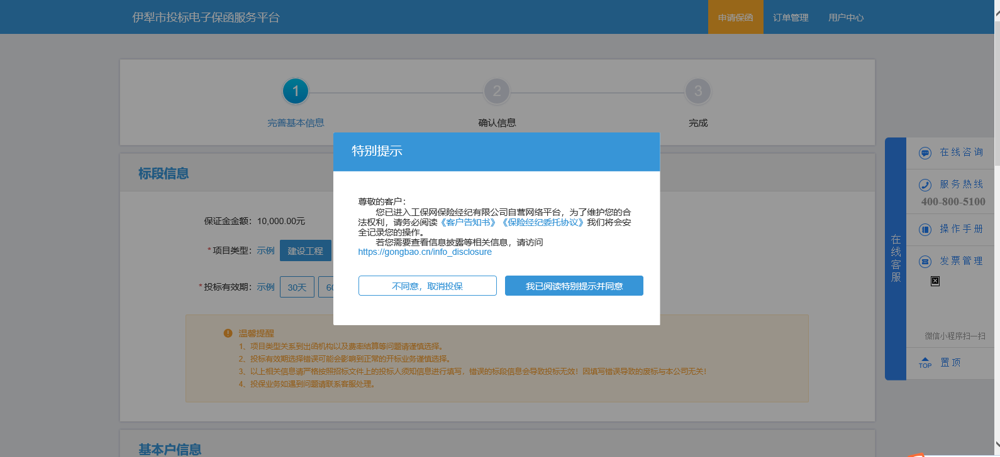 伊犁市投标电子保函服务平台
申请保函
订单管理
用户中心
1
2
3
完善基本信息
确认信息
完成
特别提示
尊敬的客户：
您已进入工保网保险经纪有限公司自营网络平台，为了维护您的合
法权利，请务必阅读《客户告知书》《保险经纪委托协议》我们将会安
全记录您的操作。
若您需要查看信息披露等相关信息，请访问
https://gongbao.cn/info_disclosure
不同意，取消投保
我已阅读特别提示并同意
标段信息
保证金金额：10,000.00元
*项目类型：示例 建设工程
*投标有效期：示例 30天
温馨提醒
1、项目类型关系到出函机构以及费率结算等问题请谨慎选择。
2、投标有效期选择错误可能会影响到正常的开标业务谨慎选择。
3、以上相关信息请严格按照招标文件上的投标人须知信息进行填写，错误的标段信息会导致投标无效！因填写错误导致的废标与本公司无关！
4、投保业务如遇到问题请联系客服处理。
基本户信息
在线客服
在线咨询
服务热线
400-800-5100
操作手册
发票管理
微信小程序扫一扫
TOP 置顶